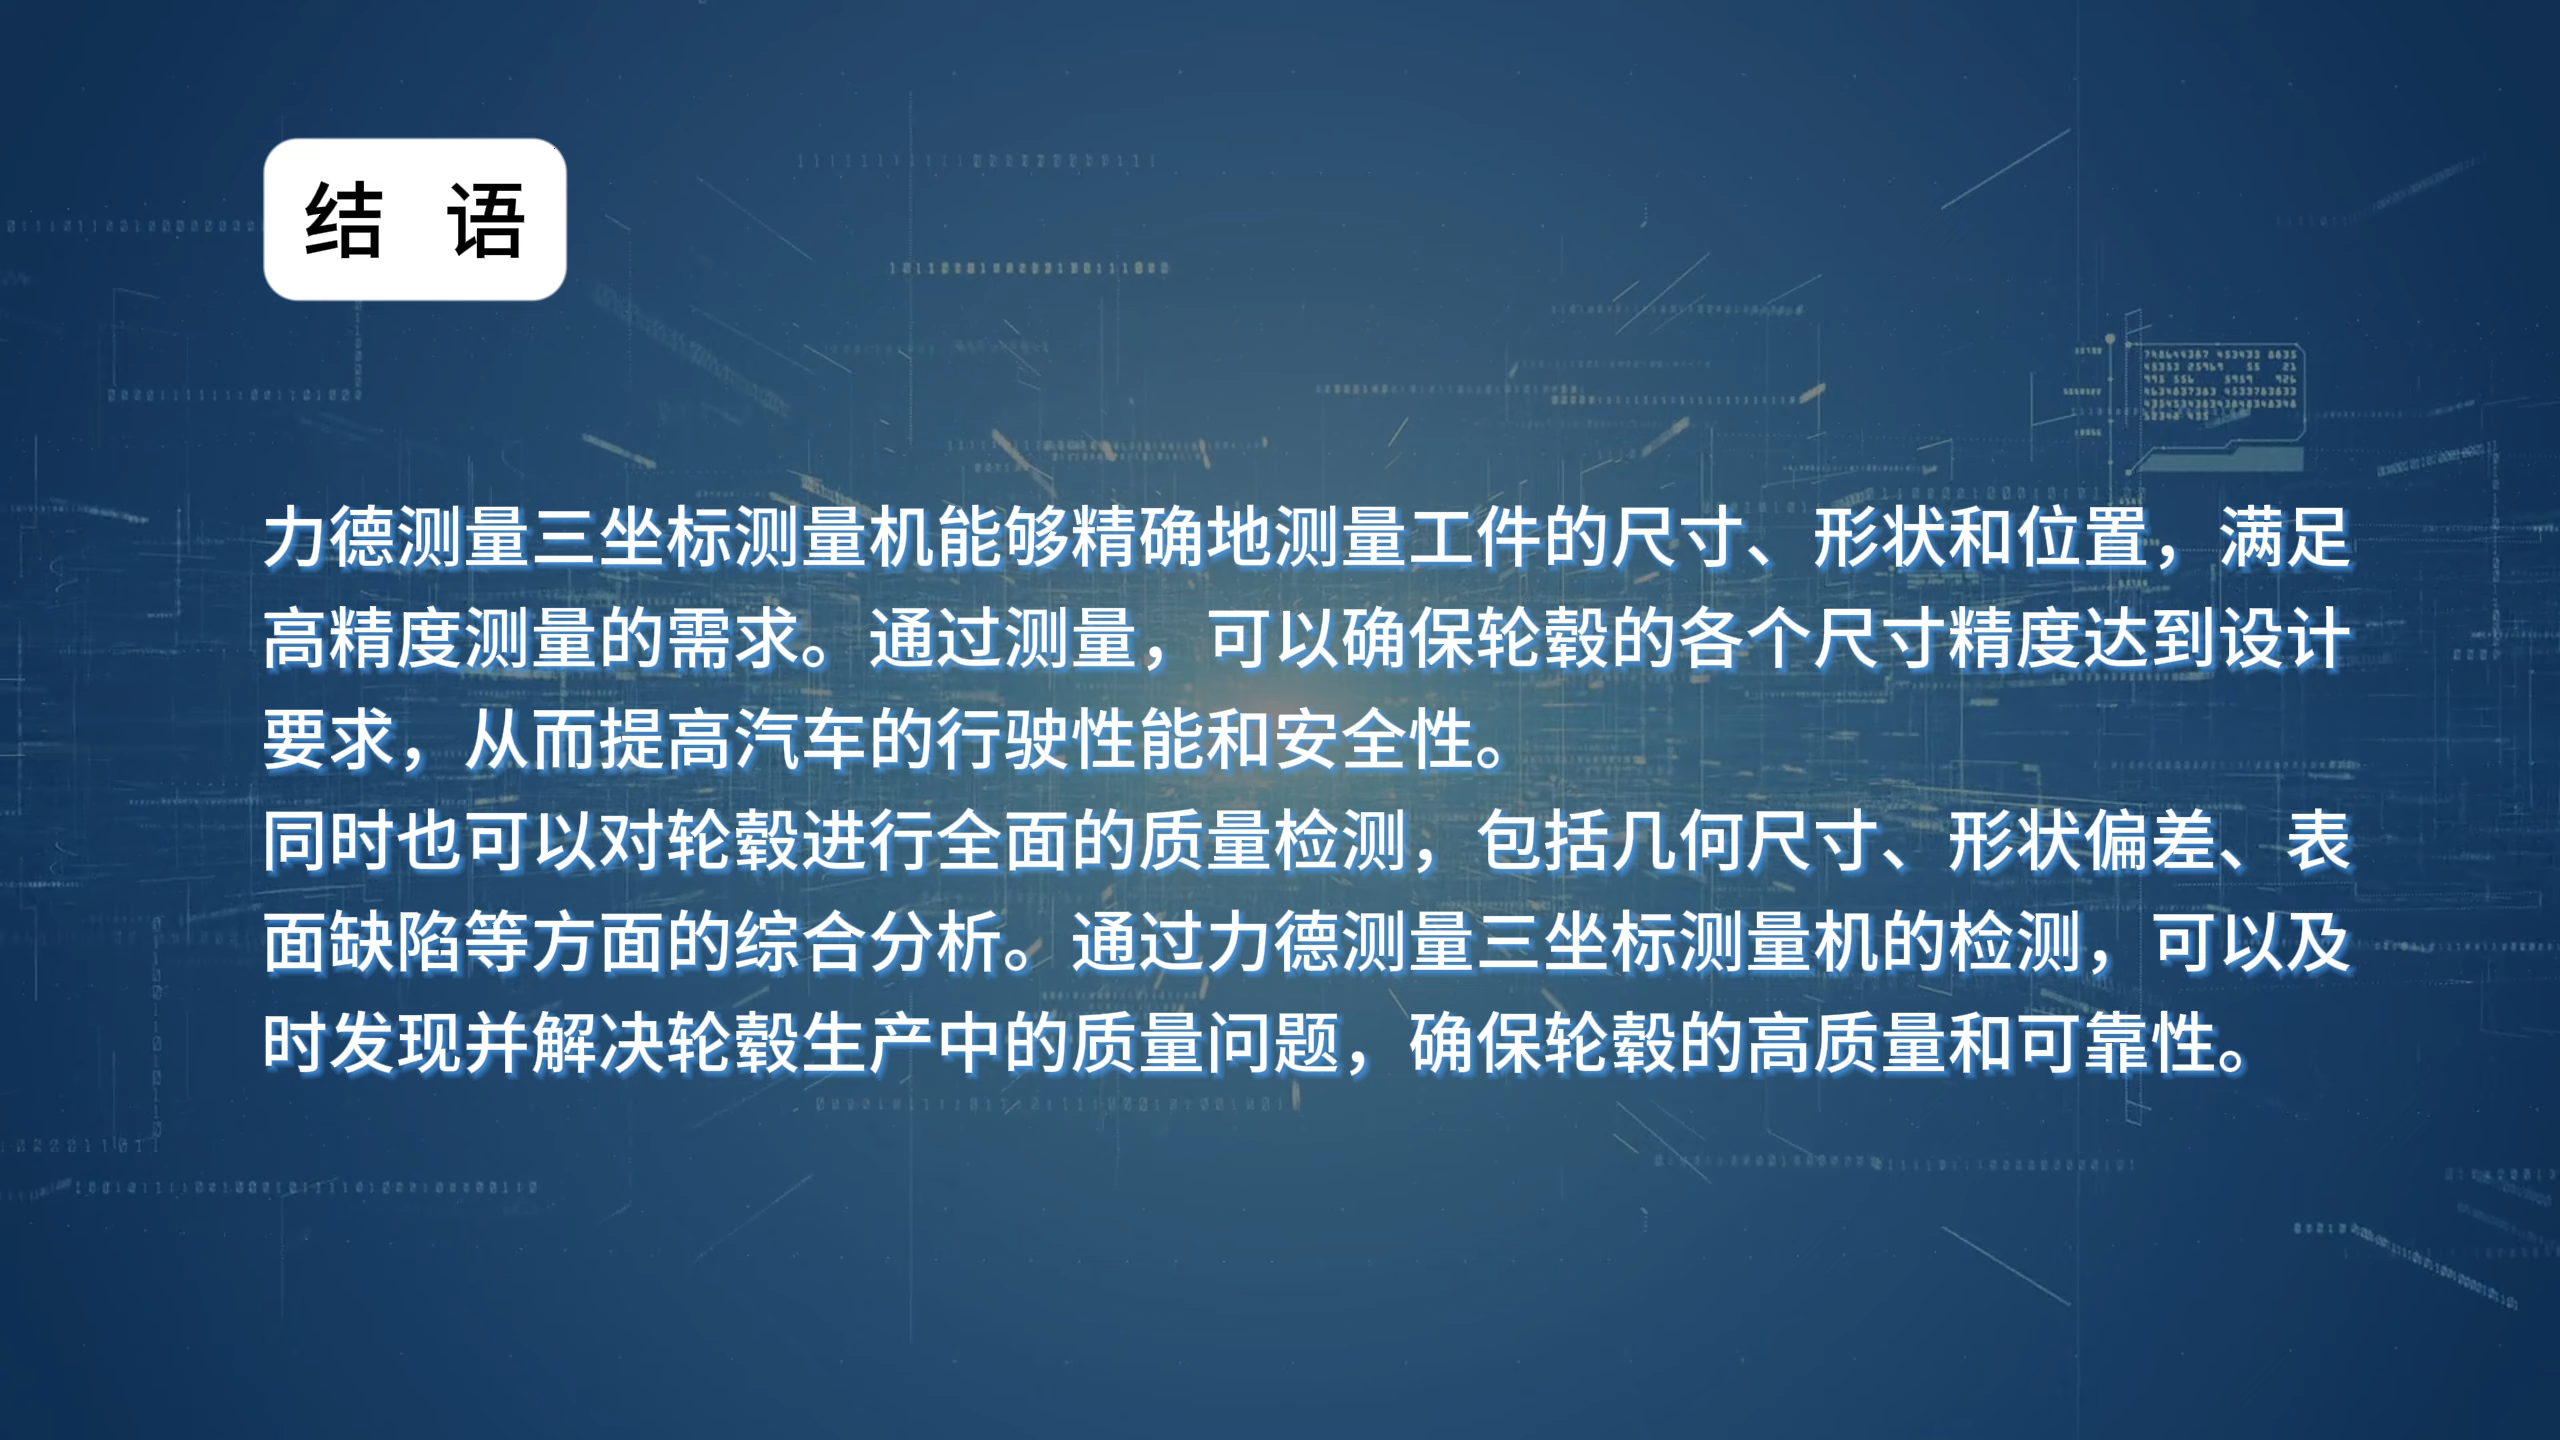 结 语
力德测量三坐标测量机能够精确地测量工件的尺寸、形状和位置，满足
高精度测量的需求。通过测量，可以确保轮毂的各个尺寸精度达到设计
要求，从而提高汽车的行驶性能和安全性。
同时也可以对轮毂进行全面的质量检测，包括几何尺寸、形状偏差、表
面缺陷等方面的综合分析。通过力德测量三坐标测量机的检测，可以及
时发现并解决轮毂生产中的质量问题，确保轮毂的高质量和可靠性。